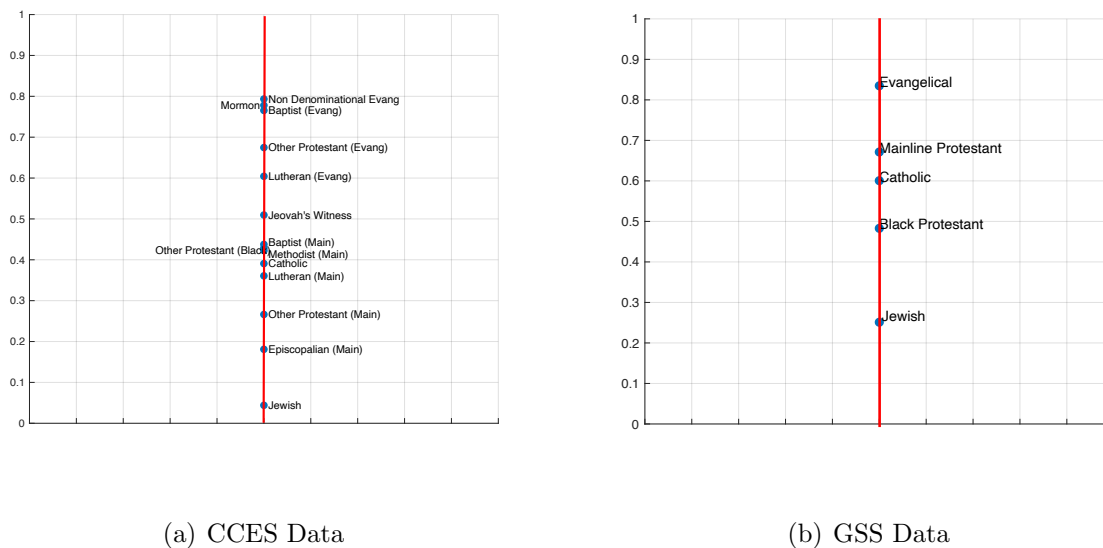 1
0.9
0.8
0.7
0.6
0.5
0.4
0.3
0.2
0.1
0
Non Denominational Evang
Mormon
Baptist (Evang)
Other Protestant (Evang)
Lutheran (Evang)
Jeovah's Witness
Baptist (Main)
Other Protestant (Black)
Methodist (Main)
Catholic
Lutheran (Main)
Other Protestant (Main)
Episcopalian (Main)
Jewish
(a) CCES Data
1
0.9
0.8
0.7
0.6
0.5
0.4
0.3
0.2
0.1
0
Evangelical
Mainline Protestant
Catholic
Black Protestant
Jewish
(b) GSS Data